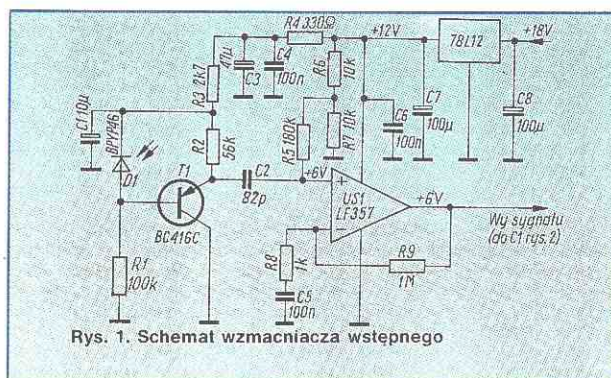 R4 330Ω
+12V
78L12
+18V
47µ
C3
C4
100n
R6
10k
R3 2k7
C1 10µ
BPYP46
D1
R2
56k
R5 180k
R7 10k
C6
100n
C7
100µ
C8
100µ
T1
BC416C
C2
82p
+6V
+
US1
LF357
-
+6V
Wy sygnału
(do C1 rys. 2)
R1
100k
R8
1k
C5
100n
R9
1M
Rys. 1. Schemat wzmacniacza wstępnego